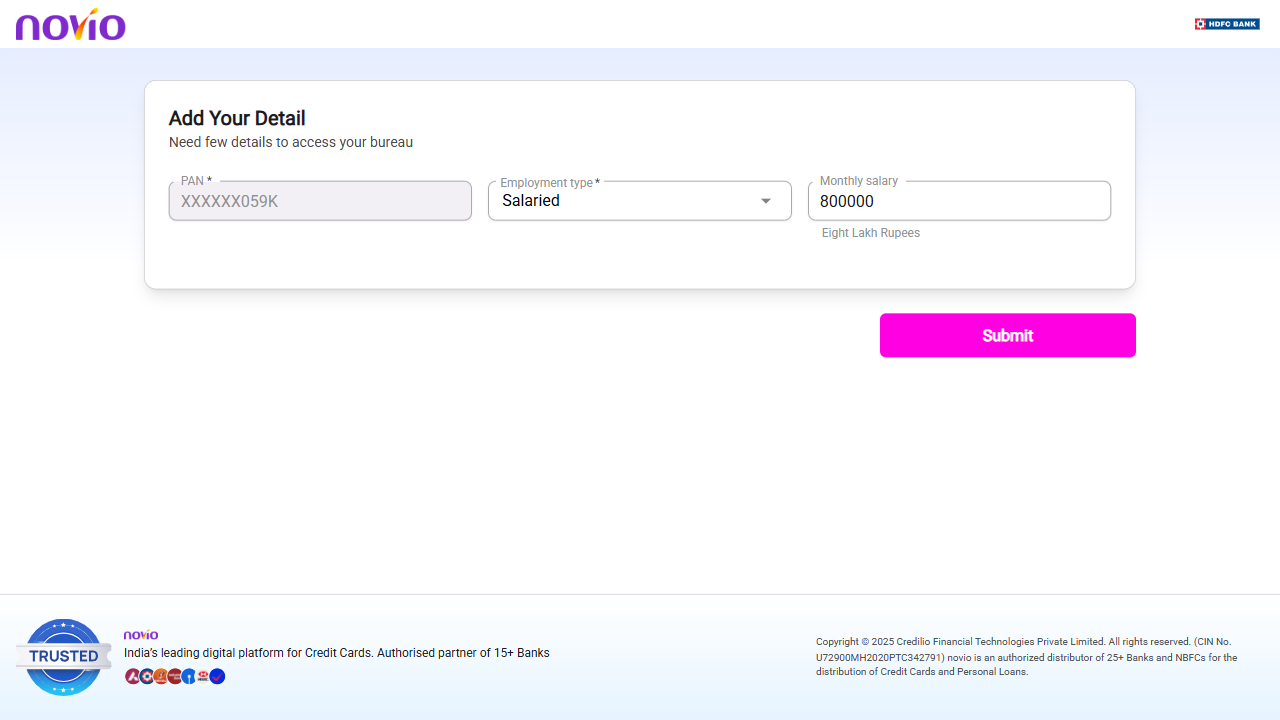 novio
HDFC BANK
Add Your Detail
Need few details to access your bureau
PAN *
XXXXXX059K
Employment type *
Salaried
Monthly salary
800000
Eight Lakh Rupees
Submit
TRUSTED
novio
India's leading digital platform for Credit Cards. Authorised partner of 15+ Banks
Copyright © 2025 Credilio Financial Technologies Private Limited. All rights reserved. (CIN No.
U72900MH2020PTC342791) novio is an authorized distributor of 25+ Banks and NBFCs for the
distribution of Credit Cards and Personal Loans.